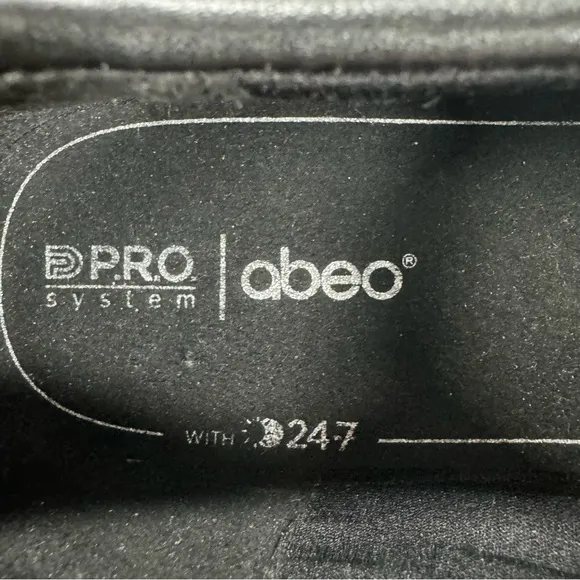 P.R.O. | abeo®
system
WITH 24·7